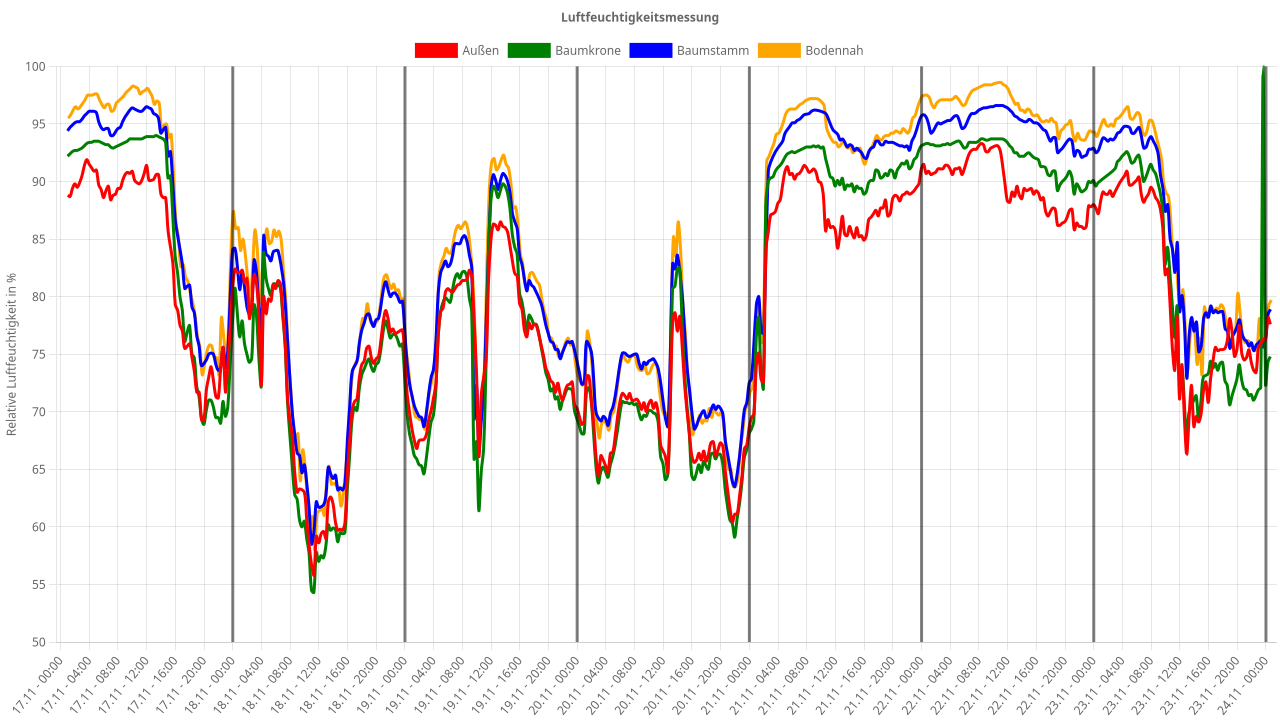 Luftfeuchtigkeitsmessung
Außen Baumkrone Baumstamm Bodennah
Relative Luftfeuchtigkeit in %
100
95
90
85
80
75
70
65
60
55
50
17.11 - 00:00
17.11 - 04:00
17.11 - 08:00
17.11 - 12:00
17.11 - 16:00
17.11 - 20:00
18.11 - 00:00
18.11 - 04:00
18.11 - 08:00
18.11 - 12:00
18.11 - 16:00
18.11 - 20:00
19.11 - 00:00
19.11 - 04:00
19.11 - 08:00
19.11 - 12:00
19.11 - 16:00
19.11 - 20:00
20.11 - 00:00
20.11 - 04:00
20.11 - 08:00
20.11 - 12:00
20.11 - 16:00
20.11 - 20:00
21.11 - 00:00
21.11 - 04:00
21.11 - 08:00
21.11 - 12:00
21.11 - 16:00
21.11 - 20:00
22.11 - 00:00
22.11 - 04:00
22.11 - 08:00
22.11 - 12:00
22.11 - 16:00
22.11 - 20:00
23.11 - 00:00
23.11 - 04:00
23.11 - 08:00
23.11 - 12:00
23.11 - 16:00
23.11 - 20:00
24.11 - 00:00